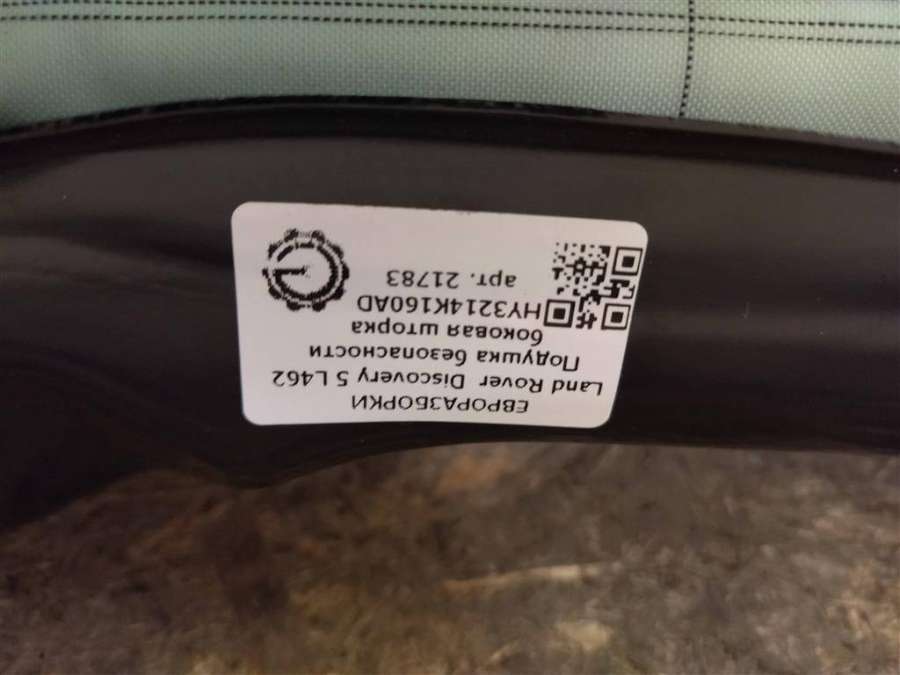 ЕВРОРАЗБОРКИ
Land Rover Discovery 5 L462
Подушка безопасности
боковая шторка
HY3214K160AD
арт. 21783